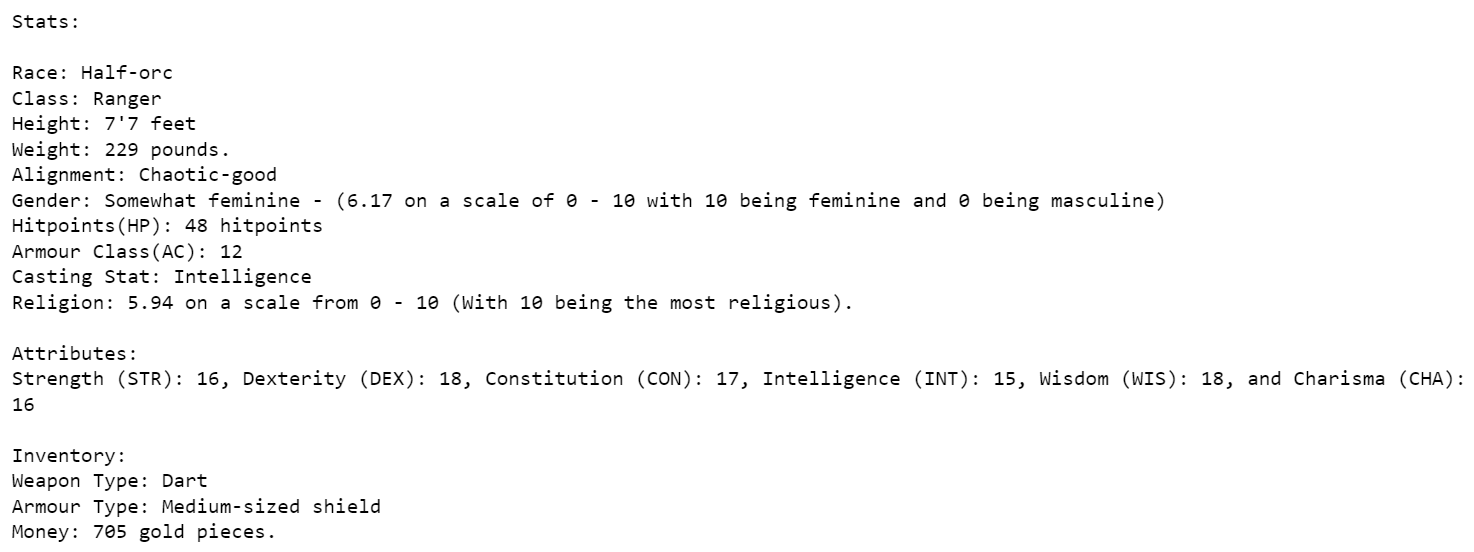 Stats:
Race: Half-orc
Class: Ranger
Height: 7'7 feet
Weight: 229 pounds.
Alignment: Chaotic-good
Gender: Somewhat feminine - (6.17 on a scale of 0 - 10 with 10 being feminine and 0 being masculine)
Hitpoints(HP): 48 hitpoints
Armour Class(AC): 12
Casting Stat: Intelligence
Religion: 5.94 on a scale from 0 - 10 (With 10 being the most religious).
Attributes:
Strength (STR): 16, Dexterity (DEX): 18, Constitution (CON): 17, Intelligence (INT): 15, Wisdom (WIS): 18, and Charisma (CHA):
16
Inventory:
Weapon Type: Dart
Armour Type: Medium-sized shield
Money: 705 gold pieces.